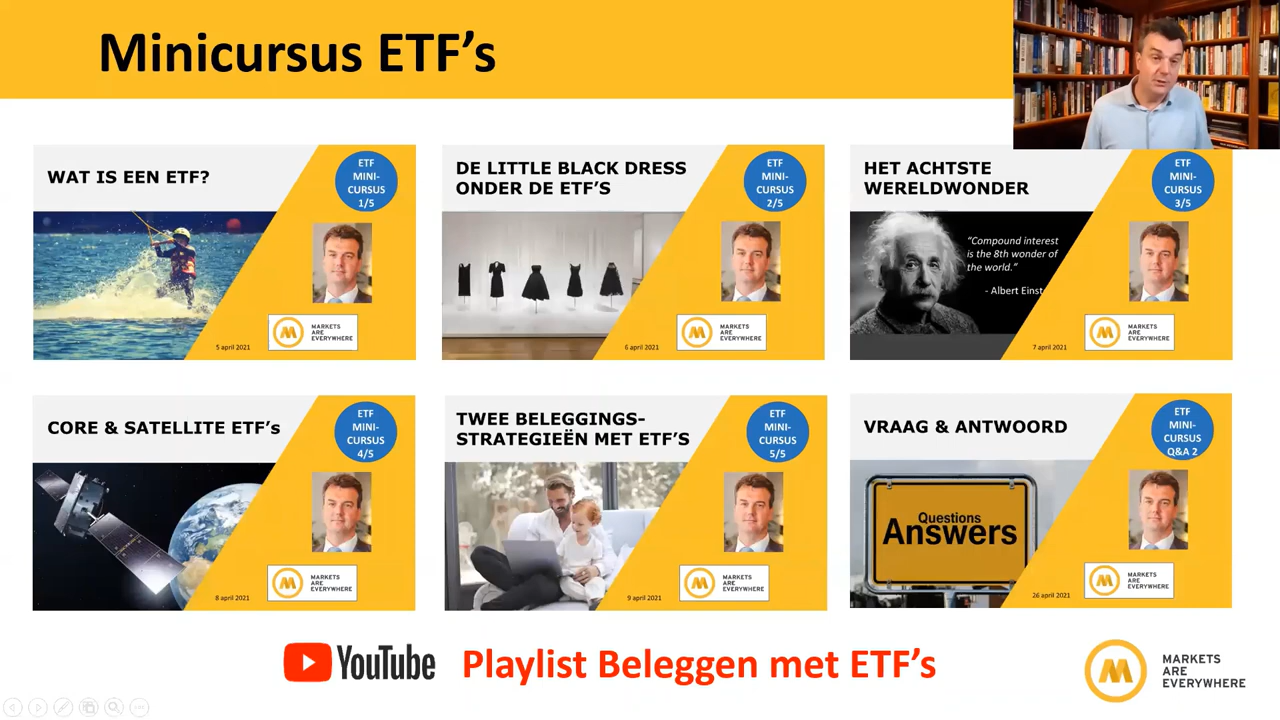 Minicursus ETF's
WAT IS EEN ETF?
ETF
MINI-
CURSUS
1/5
5 april 2021
MARKETS
ARE
EVERYWHERE
DE LITTLE BLACK DRESS
ONDER DE ETF'S
ETF
MINI-
CURSUS
2/5
6 april 2021
MARKETS
ARE
EVERYWHERE
HET ACHTSTE
WERELDWONDER
ETF
MINI-
CURSUS
3/5
"Compound interest
is the 8th wonder of
the world."
- Albert Einst
7 april 2021
MARKETS
ARE
EVERYWHERE
CORE & SATELLITE ETF's
ETF
MINI-
CURSUS
4/5
8 april 2021
MARKETS
ARE
EVERYWHERE
TWEE BELEGGINGS-
STRATEGIEËN MET ETF'S
ETF
MINI-
CURSUS
5/5
9 april 2021
MARKETS
ARE
EVERYWHERE
VRAAG & ANTWOORD
ETF
MINI-
CURSUS
Q&A 2
Questions
Answers
26 april 2021
MARKETS
ARE
EVERYWHERE
YouTube Playlist Beleggen met ETF's
MARKETS
ARE
EVERYWHERE